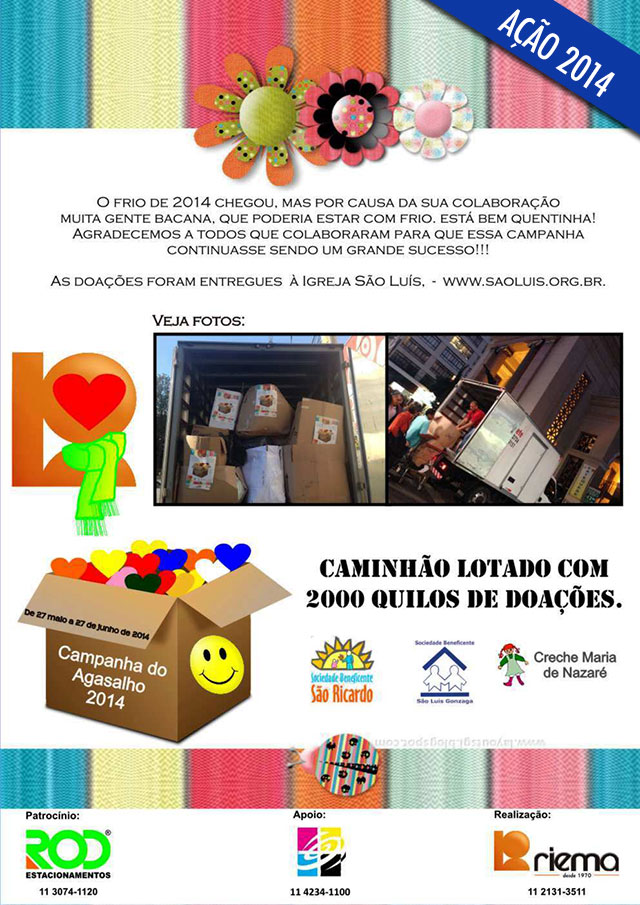 AÇÃO 2014
O FRIO DE 2014 CHEGOU, MAS POR CAUSA DA SUA COLABORAÇÃO
MUITA GENTE BACANA, QUE PODERIA ESTAR COM FRIO. ESTÁ BEM QUENTINHA!
AGRADECEMOS A TODOS QUE COLABORARAM PARA QUE ESSA CAMPANHA
CONTINUASSE SENDO UM GRANDE SUCESSO!!!
AS DOAÇÕES FORAM ENTREGUES À IGREJA SÃO LUÍS, - WWW.SAOLUIS.ORG.BR.
VEJA FOTOS:
De 27 maio a 27 de junho de 2014
Campanha do
Agasalho
2014
CAMINHÃO LOTADO COM
2000 QUILOS DE DOAÇÕES.
Sociedade Beneficente
São Ricardo
Sociedade Beneficente
São Luis Gonzaga
Creche Maria
de Nazaré
Patrocínio:
ROD®
ESTACIONAMENTOS
11 3074-1120
Apoio:
11 4234-1100
Realização:
riema
desde 1970
11 2131-3511